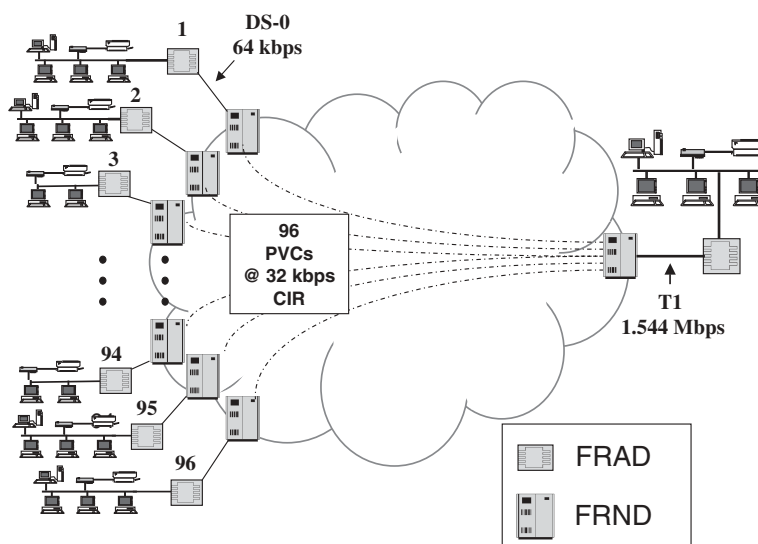 1
DS-0
64 kbps
2
3
96
PVCs
@ 32 kbps
CIR
T1
1.544 Mbps
94
95
96
FRAD
FRND